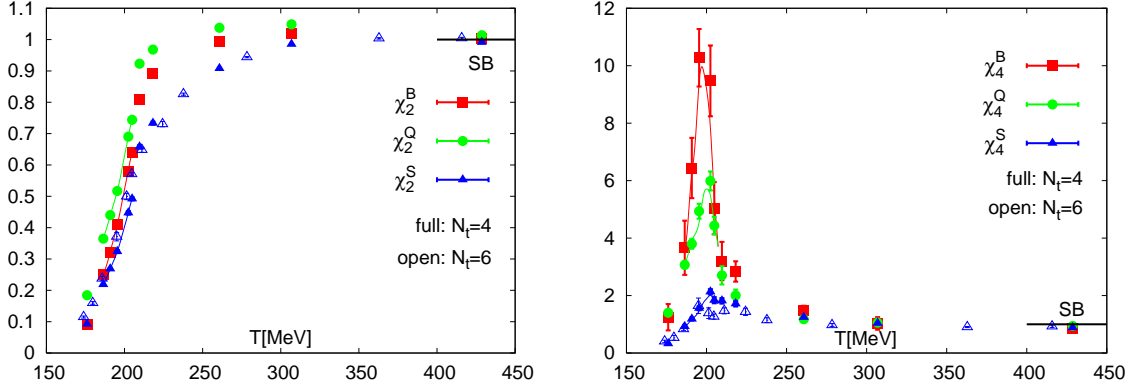 1.1
1
0.9
0.8
0.7
0.6
0.5
0.4
0.3
0.2
0.1
0
150 200 250 300 350 400 450
T[MeV]
SB
χ₂ᴮ
χ₂^Q
χ₂ˢ
full: Nₜ=4
open: Nₜ=6
12
10
8
6
4
2
0
150 200 250 300 350 400 450
T[MeV]
SB
χ₄ᴮ
χ₄^Q
χ₄ˢ
full: Nₜ=4
open: Nₜ=6